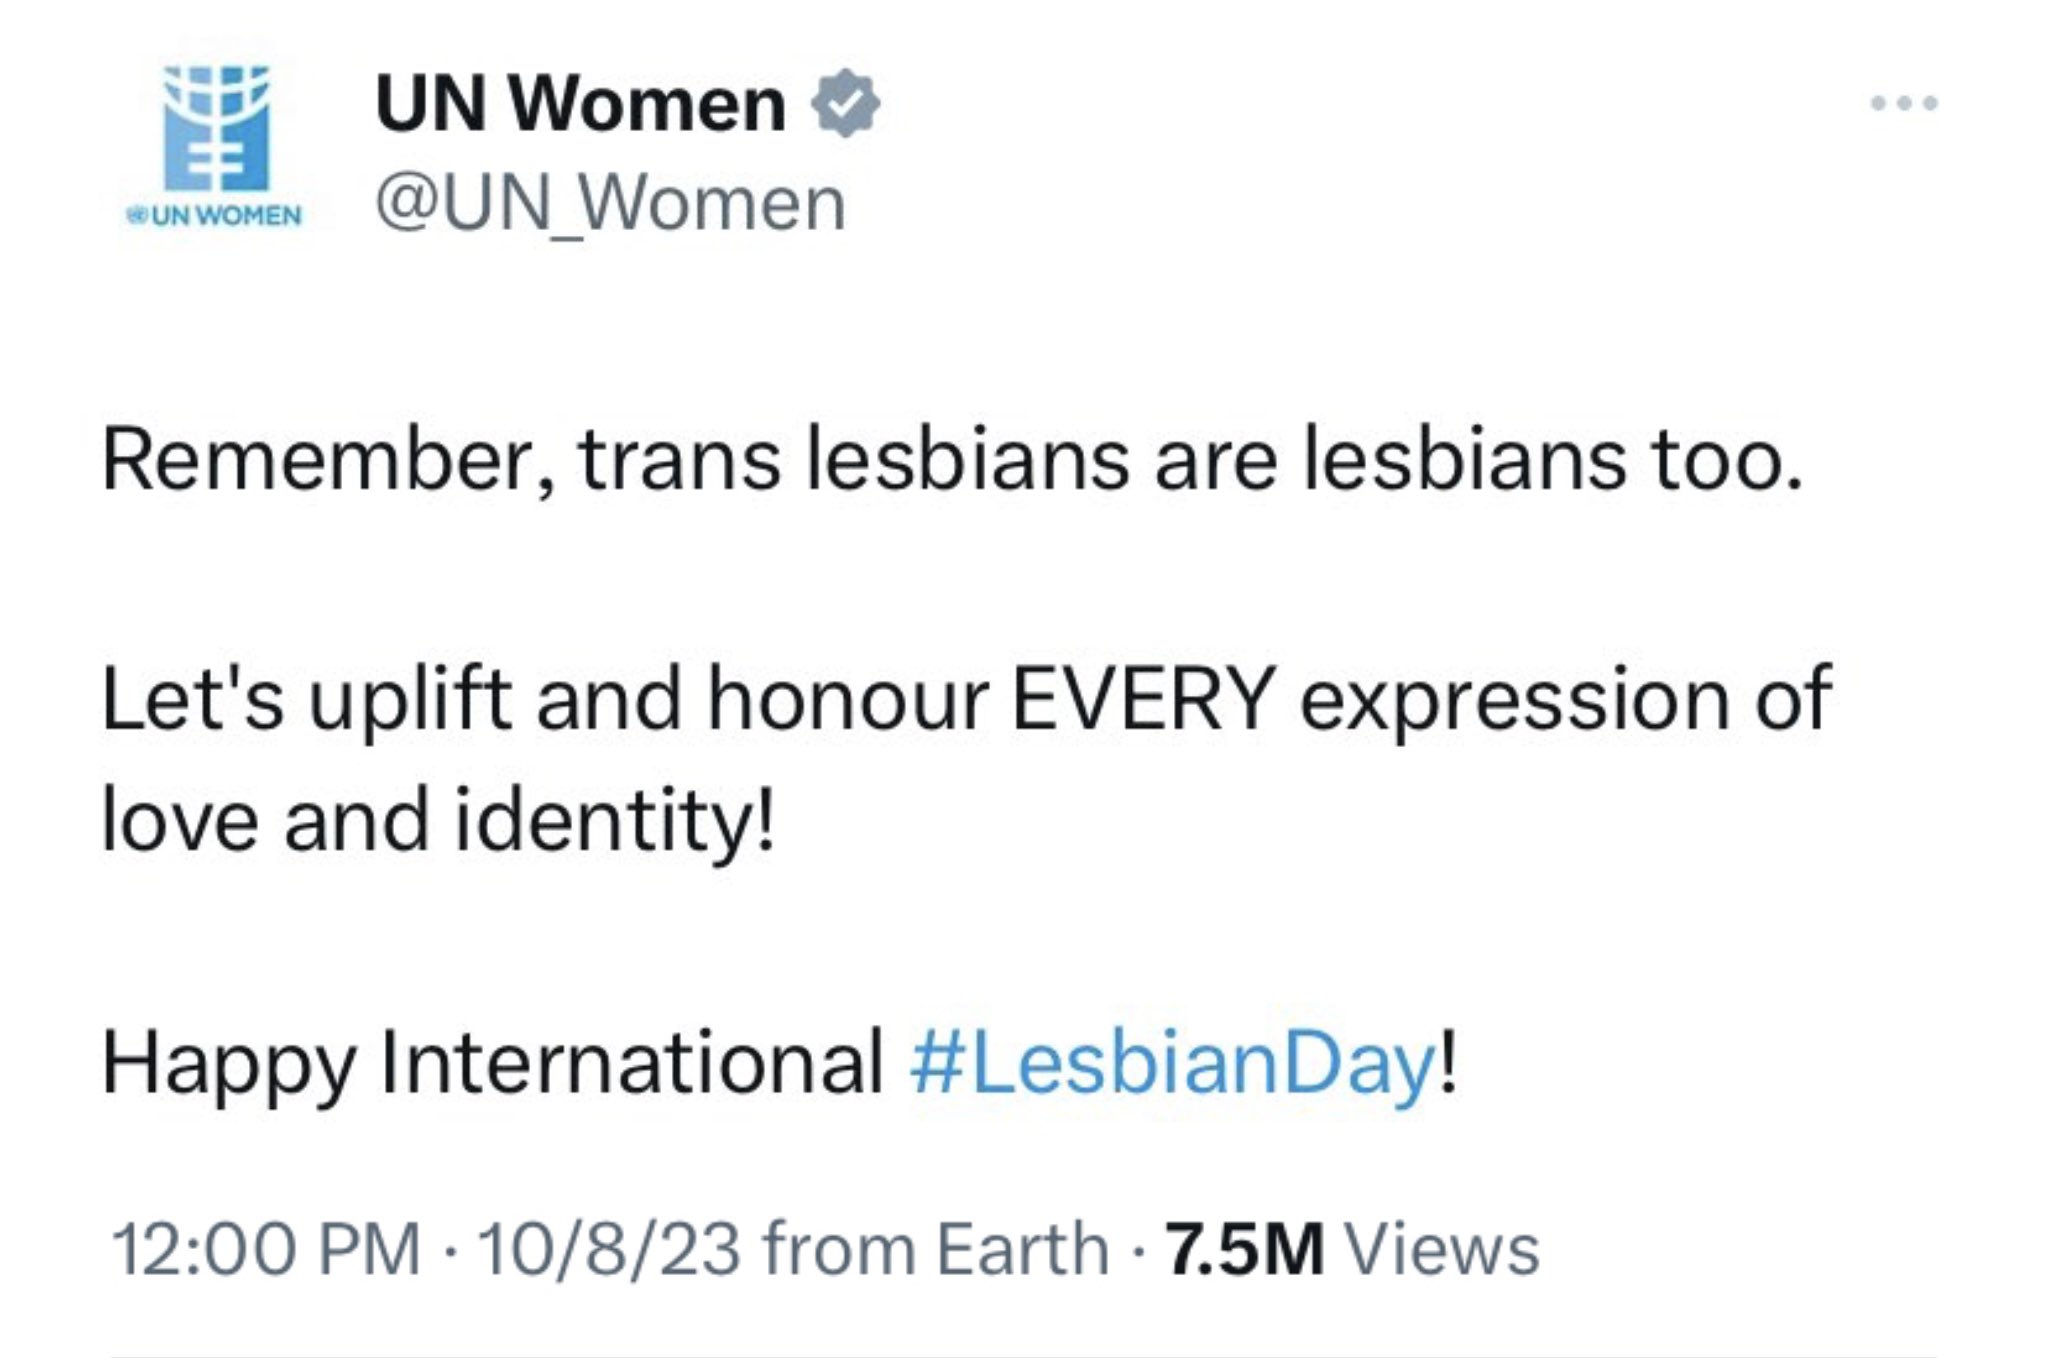 UN Women
@UN_Women
UN WOMEN
Remember, trans lesbians are lesbians too.
Let's uplift and honour EVERY expression of
love and identity!
Happy International #LesbianDay!
12:00 PM · 10/8/23 from Earth · 7.5M Views